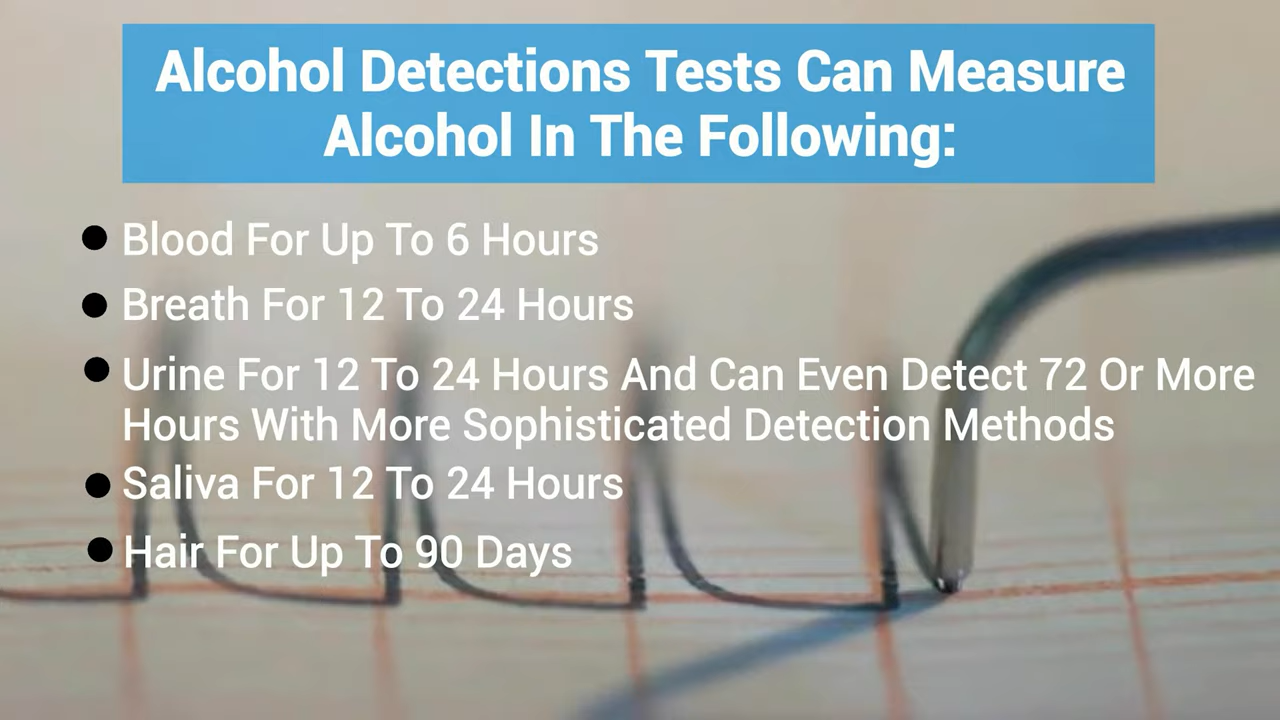 Alcohol Detections Tests Can Measure
Alcohol In The Following:
Blood For Up To 6 Hours
Breath For 12 To 24 Hours
Urine For 12 To 24 Hours And Can Even Detect 72 Or More
Hours With More Sophisticated Detection Methods
Saliva For 12 To 24 Hours
Hair For Up To 90 Days